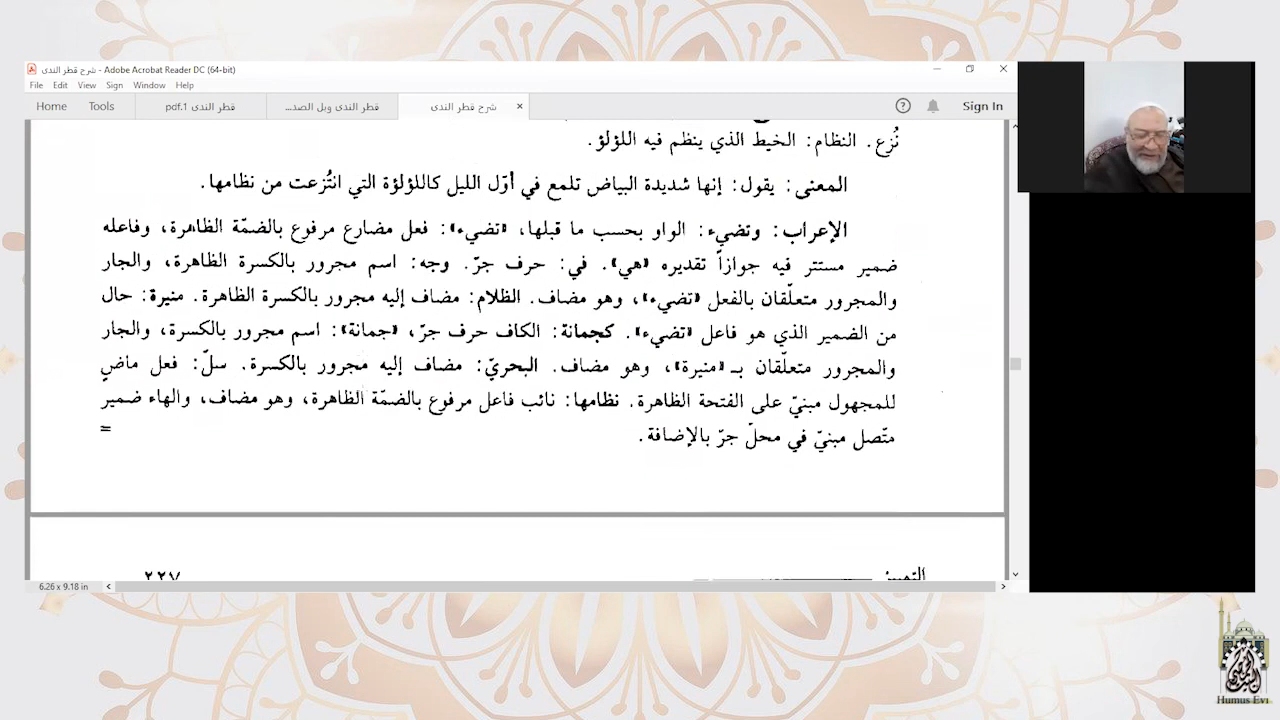 شرح قطر الندى - Adobe Acrobat Reader DC (64-bit)
File Edit View Sign Window Help
Home Tools قطر الندى 1.pdf قطر الندى وبل الصد... شرح قطر الندى × Sign In
نُزع. النظام: الخيط الذي ينظم فيه اللؤلؤ.
المعنى: يقول: إنها شديدة البياض تلمع في أوّل الليل كاللؤلؤة التي انتُزعت من نظامها.
الإعراب: وتضيء: الواو بحسب ما قبلها، «تضيء»: فعل مضارع مرفوع بالضمّة الظاهرة، وفاعله
ضمير مستتر فيه جوازاً تقديره «هي». في: حرف جرّ. وجه: اسم مجرور بالكسرة الظاهرة، والجار
والمجرور متعلّقان بالفعل «تضيء»، وهو مضاف. الظلام: مضاف إليه مجرور بالكسرة الظاهرة. منيرة: حال
من الضمير الذي هو فاعل «تضيء». كجمانة: الكاف حرف جرّ، «جمانة»: اسم مجرور بالكسرة، والجار
والمجرور متعلّقان بـ «منيرة»، وهو مضاف. البحريّ: مضاف إليه مجرور بالكسرة. سلّ: فعل ماضٍ
للمجهول مبنيّ على الفتحة الظاهرة. نظامها: نائب فاعل مرفوع بالضمّة الظاهرة، وهو مضاف، والهاء ضمير
متّصل مبنيّ في محلّ جرّ بالإضافة. =
٢٢٧
6.26 x 9.18 in
Humus Evi